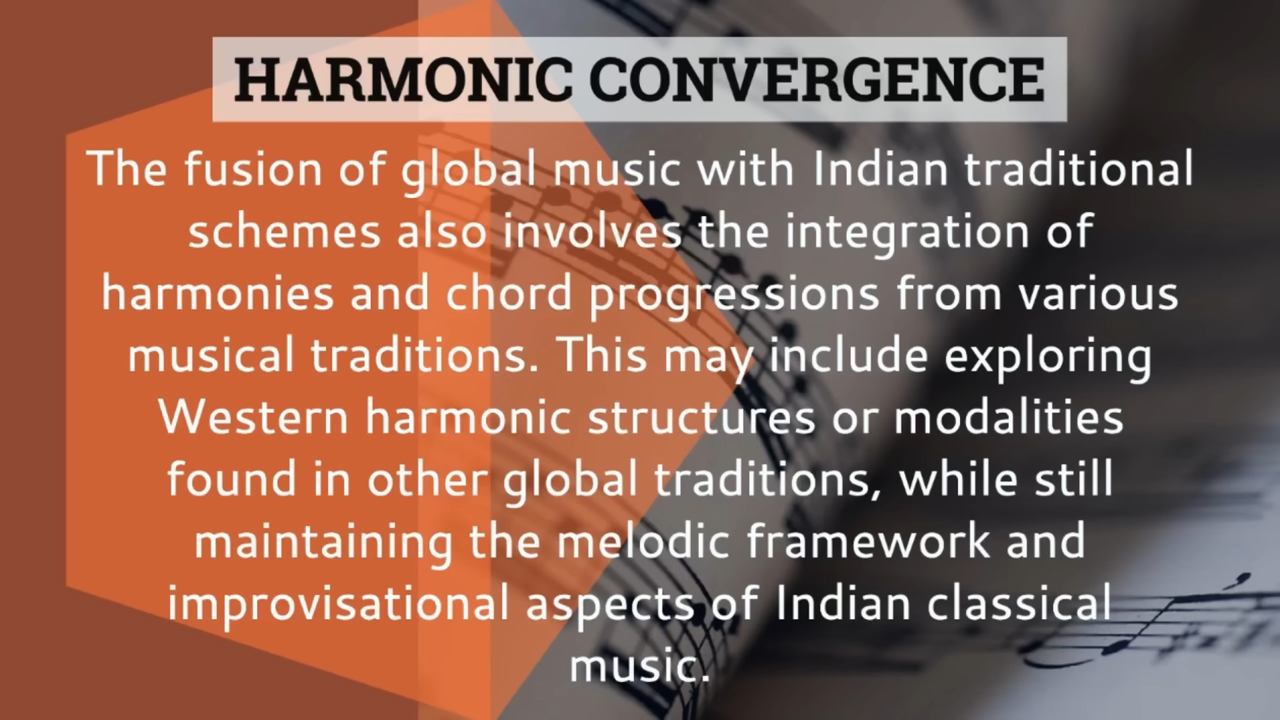 HARMONIC CONVERGENCE
The fusion of global music with Indian traditional
schemes also involves the integration of
harmonies and chord progressions from various
musical traditions. This may include exploring
Western harmonic structures or modalities
found in other global traditions, while still
maintaining the melodic framework and
improvisational aspects of Indian classical
music.